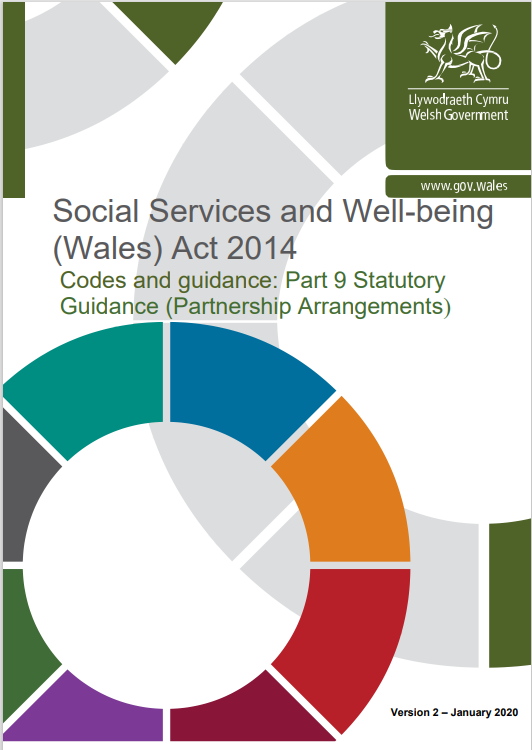 Llywodraeth Cymru
Welsh Government
www.gov.wales
Social Services and Well-being
(Wales) Act 2014
Codes and guidance: Part 9 Statutory
Guidance (Partnership Arrangements)
Version 2 – January 2020